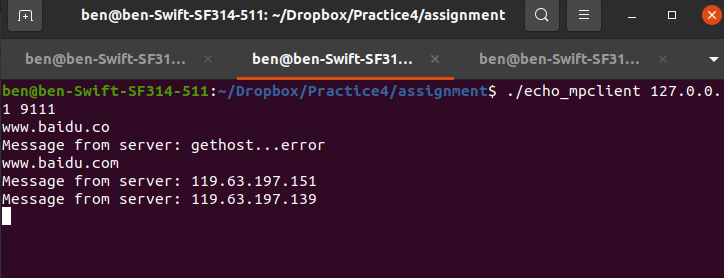 ben@ben-Swift-SF314-511: ~/Dropbox/Practice4/assignment
ben@ben-Swift-SF31... ben@ben-Swift-SF31... ben@ben-Swift-SF31...
ben@ben-Swift-SF314-511:~/Dropbox/Practice4/assignment$ ./echo_mpclient 127.0.0.
1 9111
www.baidu.co
Message from server: gethost...error
www.baidu.com
Message from server: 119.63.197.151
Message from server: 119.63.197.139